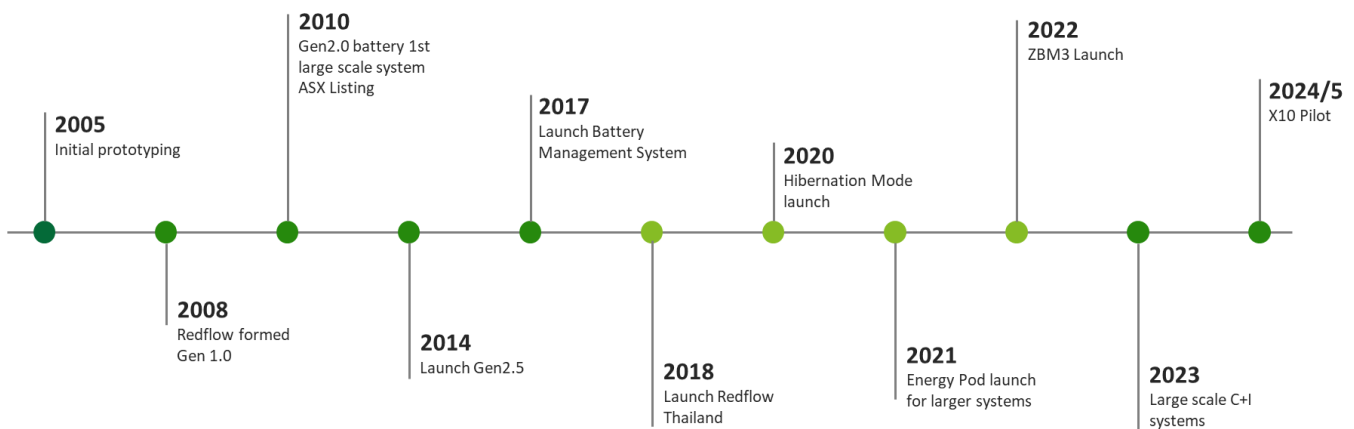 2005
Initial prototyping
2008
Redflow formed
Gen 1.0
2010
Gen2.0 battery 1st
large scale system
ASX Listing
2014
Launch Gen2.5
2017
Launch Battery
Management System
2018
Launch Redflow
Thailand
2020
Hibernation Mode
launch
2021
Energy Pod launch
for larger systems
2022
ZBM3 Launch
2023
Large scale C+I
systems
2024/5
X10 Pilot